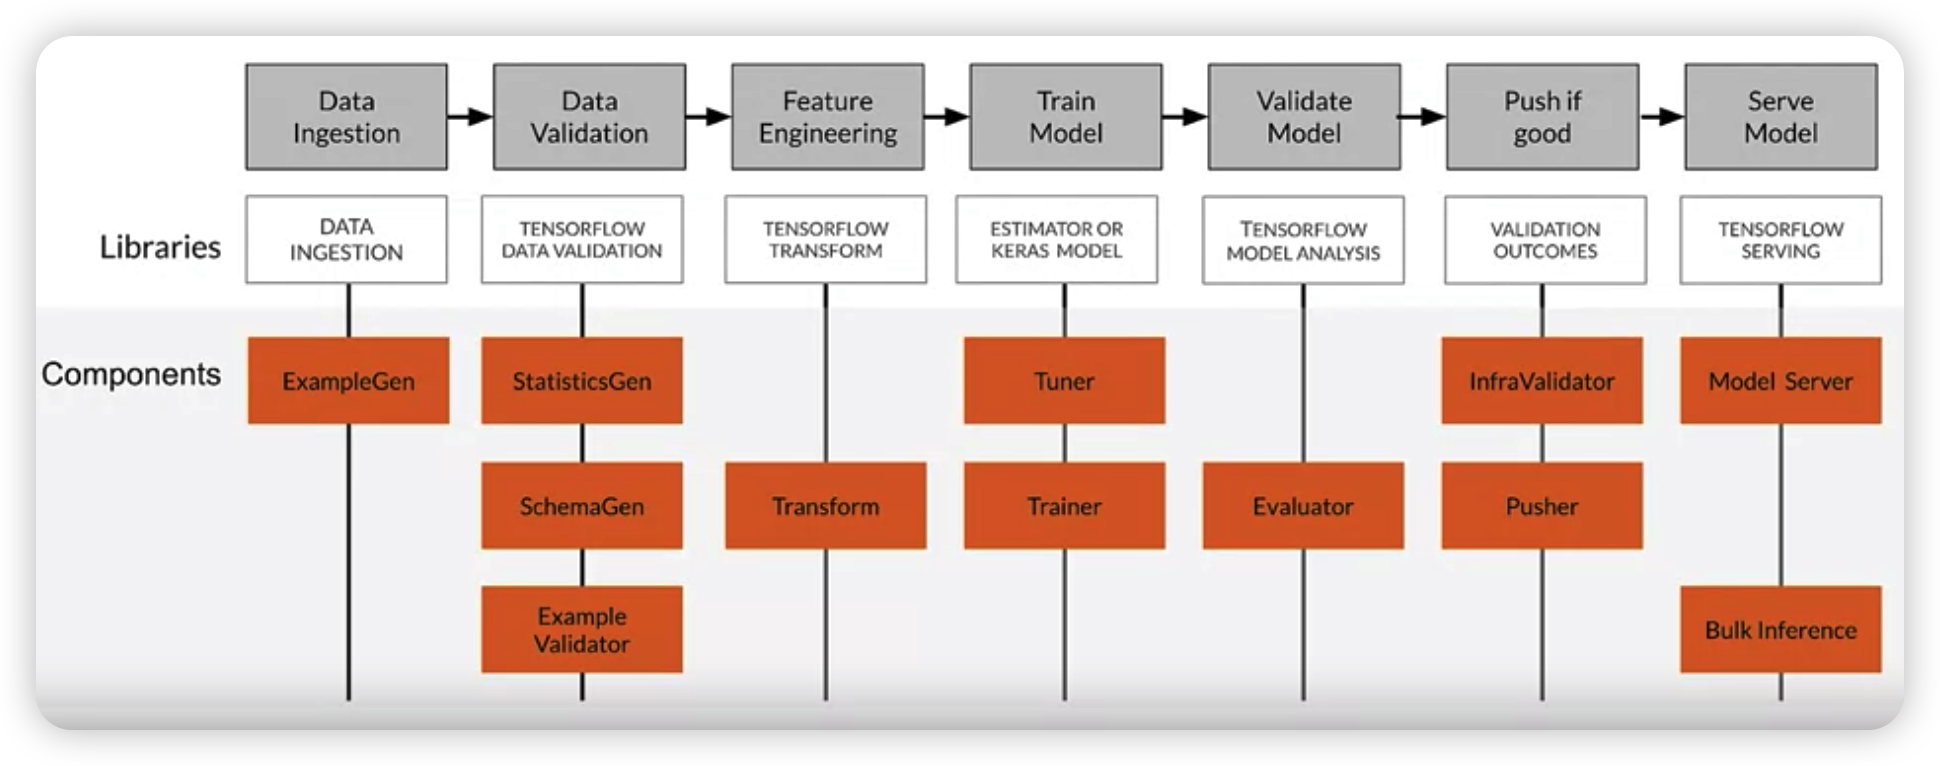 Data
Ingestion
Data
Validation
Feature
Engineering
Train
Model
Validate
Model
Push if
good
Serve
Model
Libraries
DATA
INGESTION
TENSORFLOW
DATA VALIDATION
TENSORFLOW
TRANSFORM
ESTIMATOR OR
KERAS MODEL
TENSORFLOW
MODEL ANALYSIS
VALIDATION
OUTCOMES
TENSORFLOW
SERVING
Components
ExampleGen
StatisticsGen
Tuner
InfraValidator
Model Server
SchemaGen
Transform
Trainer
Evaluator
Pusher
Example
Validator
Bulk Inference